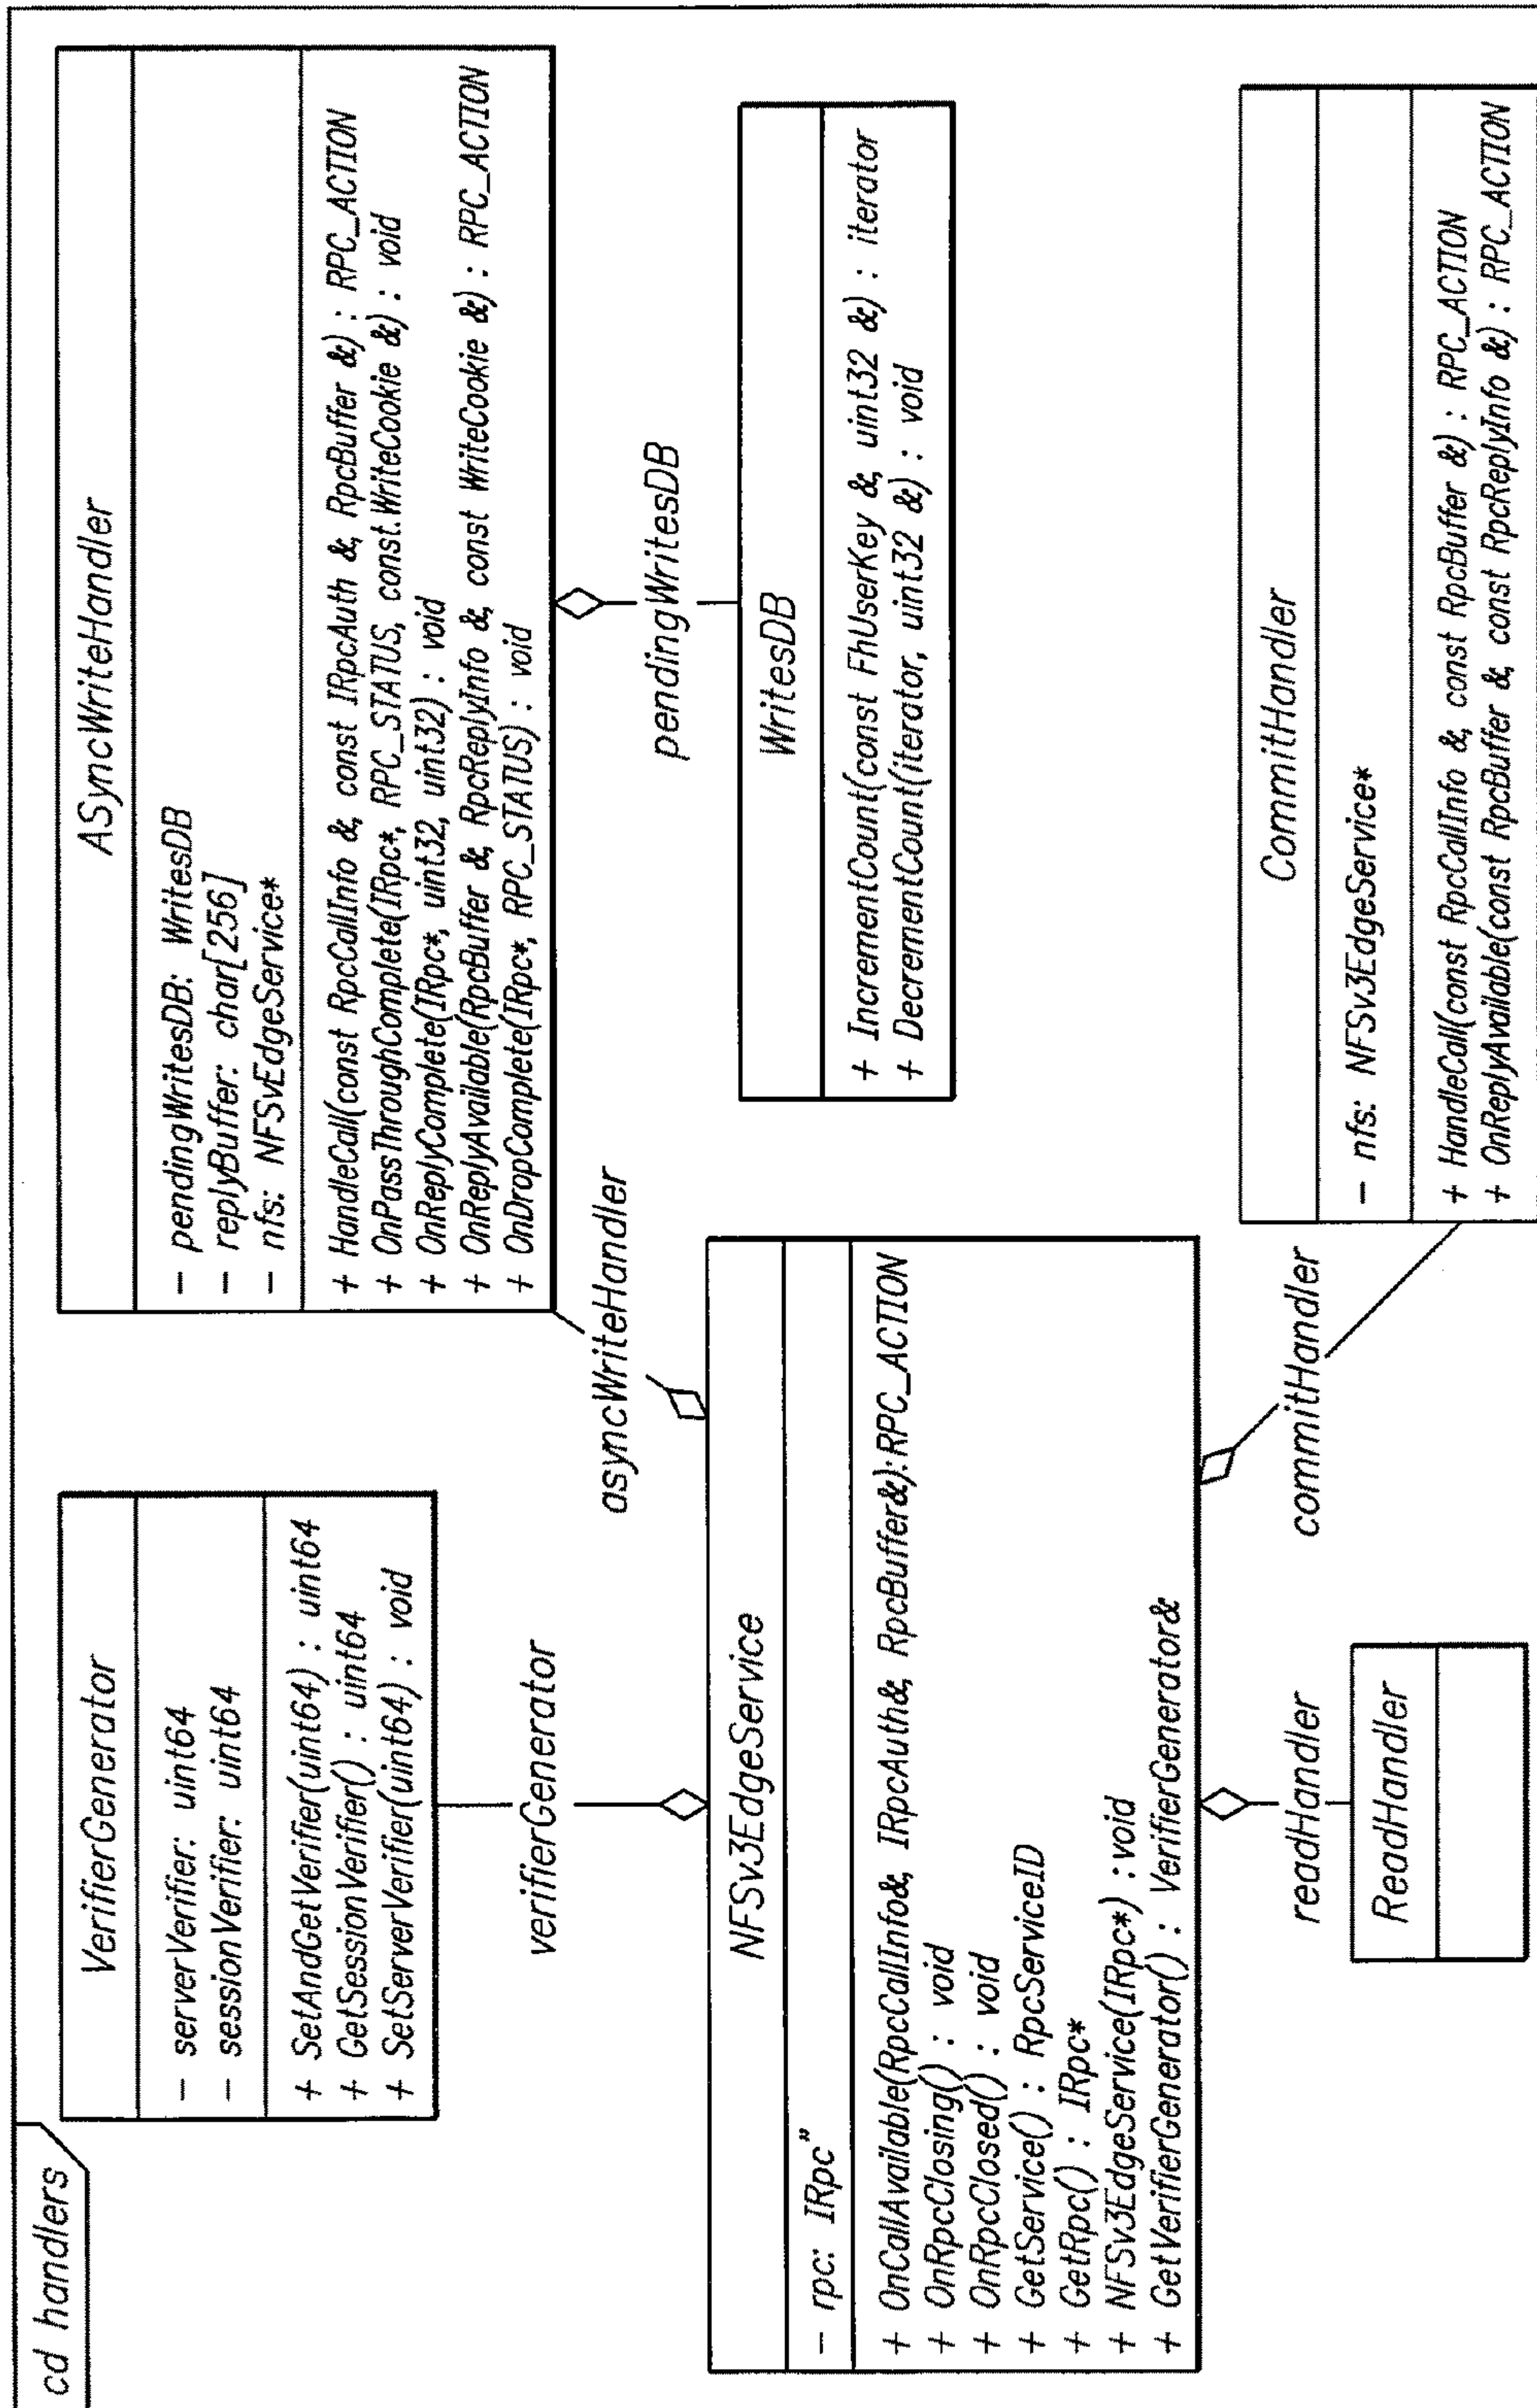 cd handlers
VerifierGenerator
- serverVerifier: uint64
- sessionVerifier: uint64
+ SetAndGetVerifier(uint64) : uint64
+ GetSessionVerifier() : uint64
+ SetServerVerifier(uint64) : void
verifierGenerator
ASyncWriteHandler
- pendingWritesDB: WritesDB
- replyBuffer: char[256]
- nfs: NFSvEdgeService*
+ HandleCall(const RpcCallInfo &, const IRpcAuth &, RpcBuffer &) : RPC_ACTION
+ OnPassThroughComplete(IRpc*, RPC_STATUS, const.WriteCookie &) : void
+ OnReplyComplete(IRpc*, uint32, uint32) : void
+ OnReplyAvailable(RpcBuffer &, RpcReplyInfo &, const WriteCookie &) : RPC_ACTION
+ OnDropComplete(IRpc*, RPC_STATUS) : void
asyncWriteHandler
pendingWritesDB
NFSv3EdgeService
- rpc: IRpc"
+ OnCallAvailable(RpcCallInfo&, IRpcAuth&, RpcBuffer&):RPC_ACTION
+ OnRpcClosing() : void
+ OnRpcClosed() : void
+ GetService() : RpcServiceID
+ GetRpc() : IRpc*
+ NFSv3EdgeService(IRpc*) :void
+ GetVerifierGenerator() : VerifierGenerator&
WritesDB
+ IncrementCount(const FhUserKey &, uint32 &) : iterator
+ DecrementCount(iterator, uint32 &) : void
readHandler
ReadHandler
commitHandler
CommitHandler
- nfs: NFSv3EdgeService*
+ HandleCall(const RpcCallInfo &, const RpcBuffer &) : RPC_ACTION
+ OnReplyAvailable(const RpcBuffer &, const RpcReplyInfo &) : RPC_ACTION